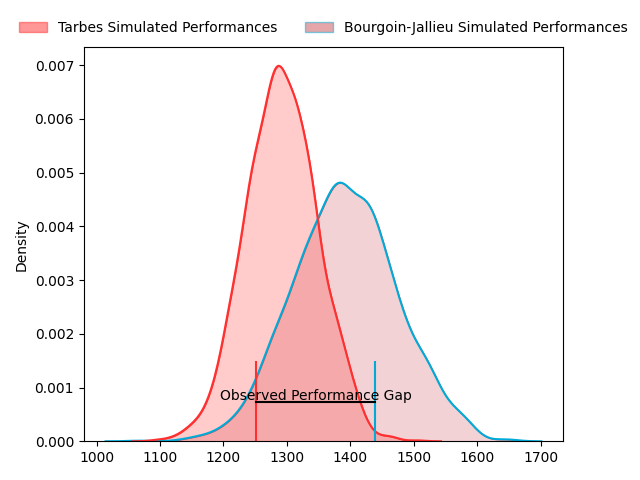 Tarbes Simulated Performances
Bourgoin-Jallieu Simulated Performances
0.007
0.006
0.005
0.004
0.003
0.002
0.001
0.000
Density
Observed Performance Gap
1000 1100 1200 1300 1400 1500 1600 1700